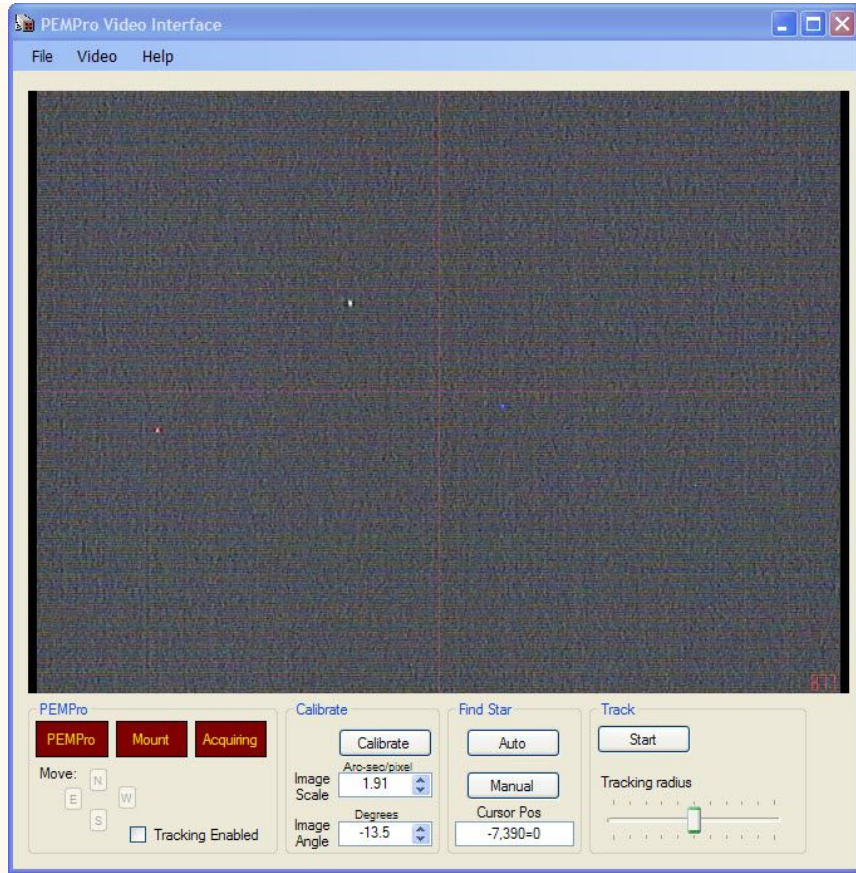 PEMPro Video Interface
File Video Help
877
PEMPro
PEMPro Mount Acquiring
Move:
N
E W
S
Tracking Enabled
Calibrate
Calibrate
Arc-sec/pixel
Image Scale 1.91
Degrees
Image Angle -13.5
Find Star
Auto
Manual
Cursor Pos
-7,390=0
Track
Start
Tracking radius